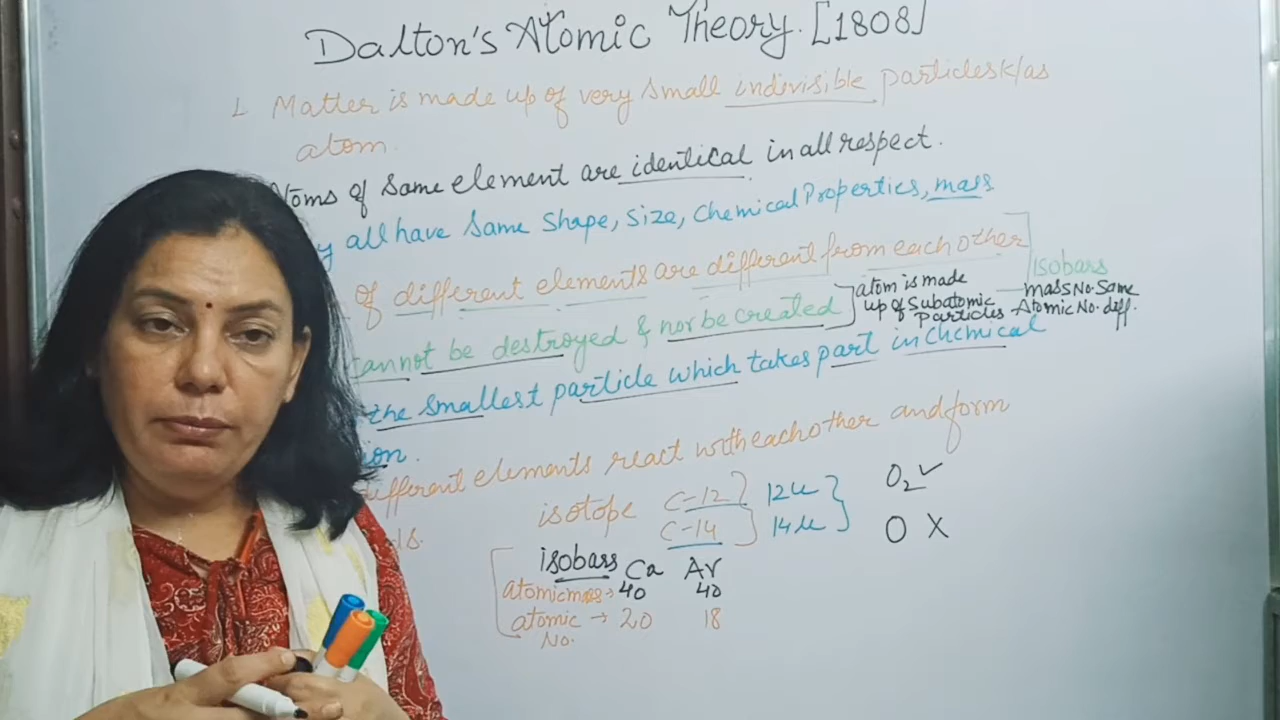 Dalton's Atomic Theory. [1808]
1. Matter is made up of very small indivisible particles k/as
atom.
Atoms of same element are identical in all respect.
all have same shape, size, chemical Properties, mass
of different elements are different from each other
isobars
mass No. same
Atomic No. diff.
cannot be destroyed & nor be created
atom is made
up of Subatomic
Particles
the smallest particle which takes part in chemical
on.
different elements react with each other and form
ls.
isotope C-12 12u
C-14 14u
O2 ✓
O X
isobars Ca Ar
atomic mass → 40 40
atomic → 20 18
No.